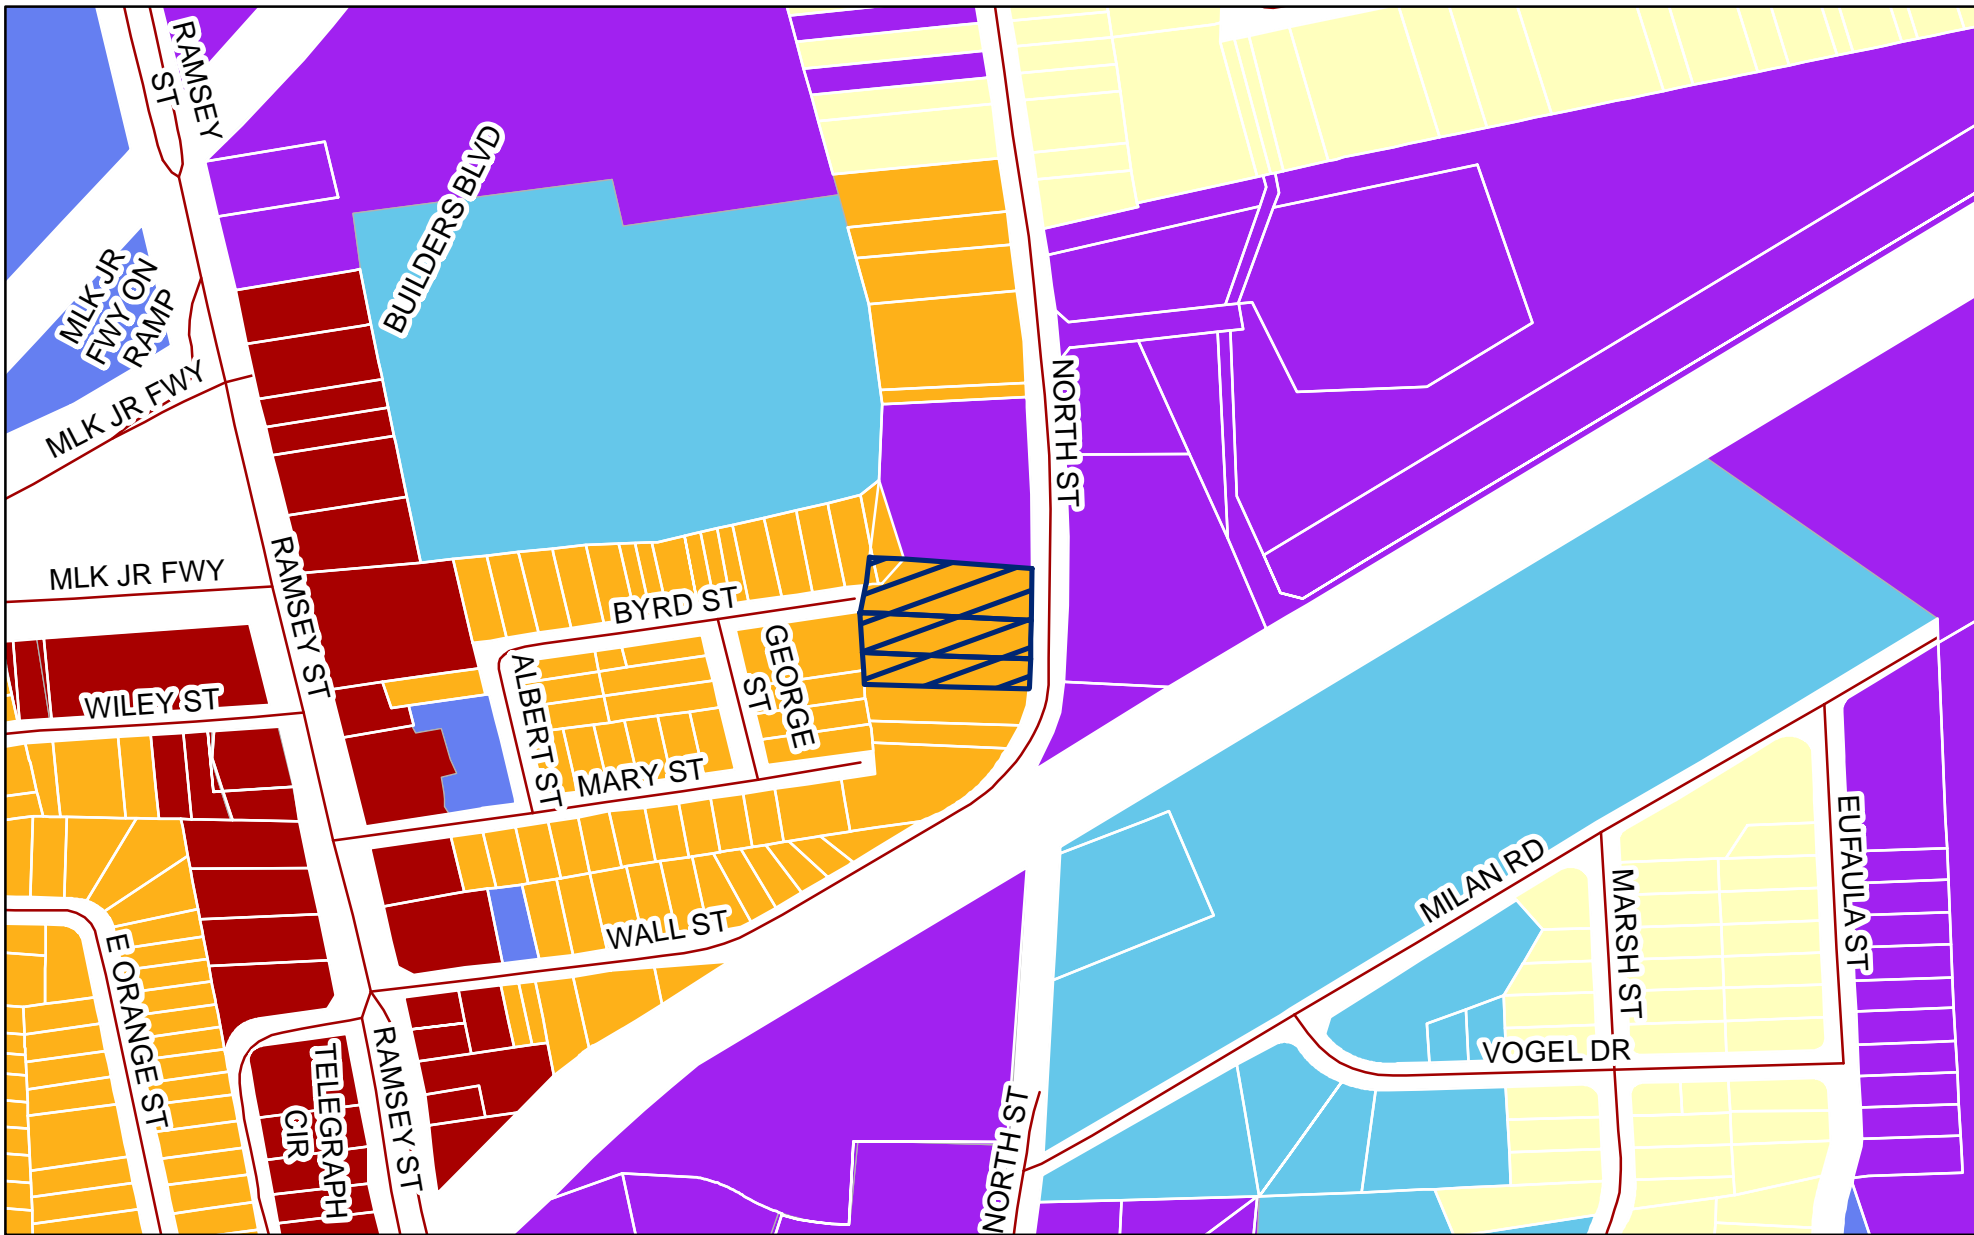 RAMSEY
ST
BUILDERS BLVD
MLK JR
FWY ON
RAMP
MLK JR FWY
NORTH ST
MLK JR FWY
RAMSEY ST
BYRD ST
GEORGE
ST
ALBERT ST
WILEY ST
MARY ST
WALL ST
MILAN RD
EUFAULA ST
MARSH ST
E ORANGE ST
VOGEL DR
TELEGRAPH
CIR
RAMSEY ST
NORTH ST